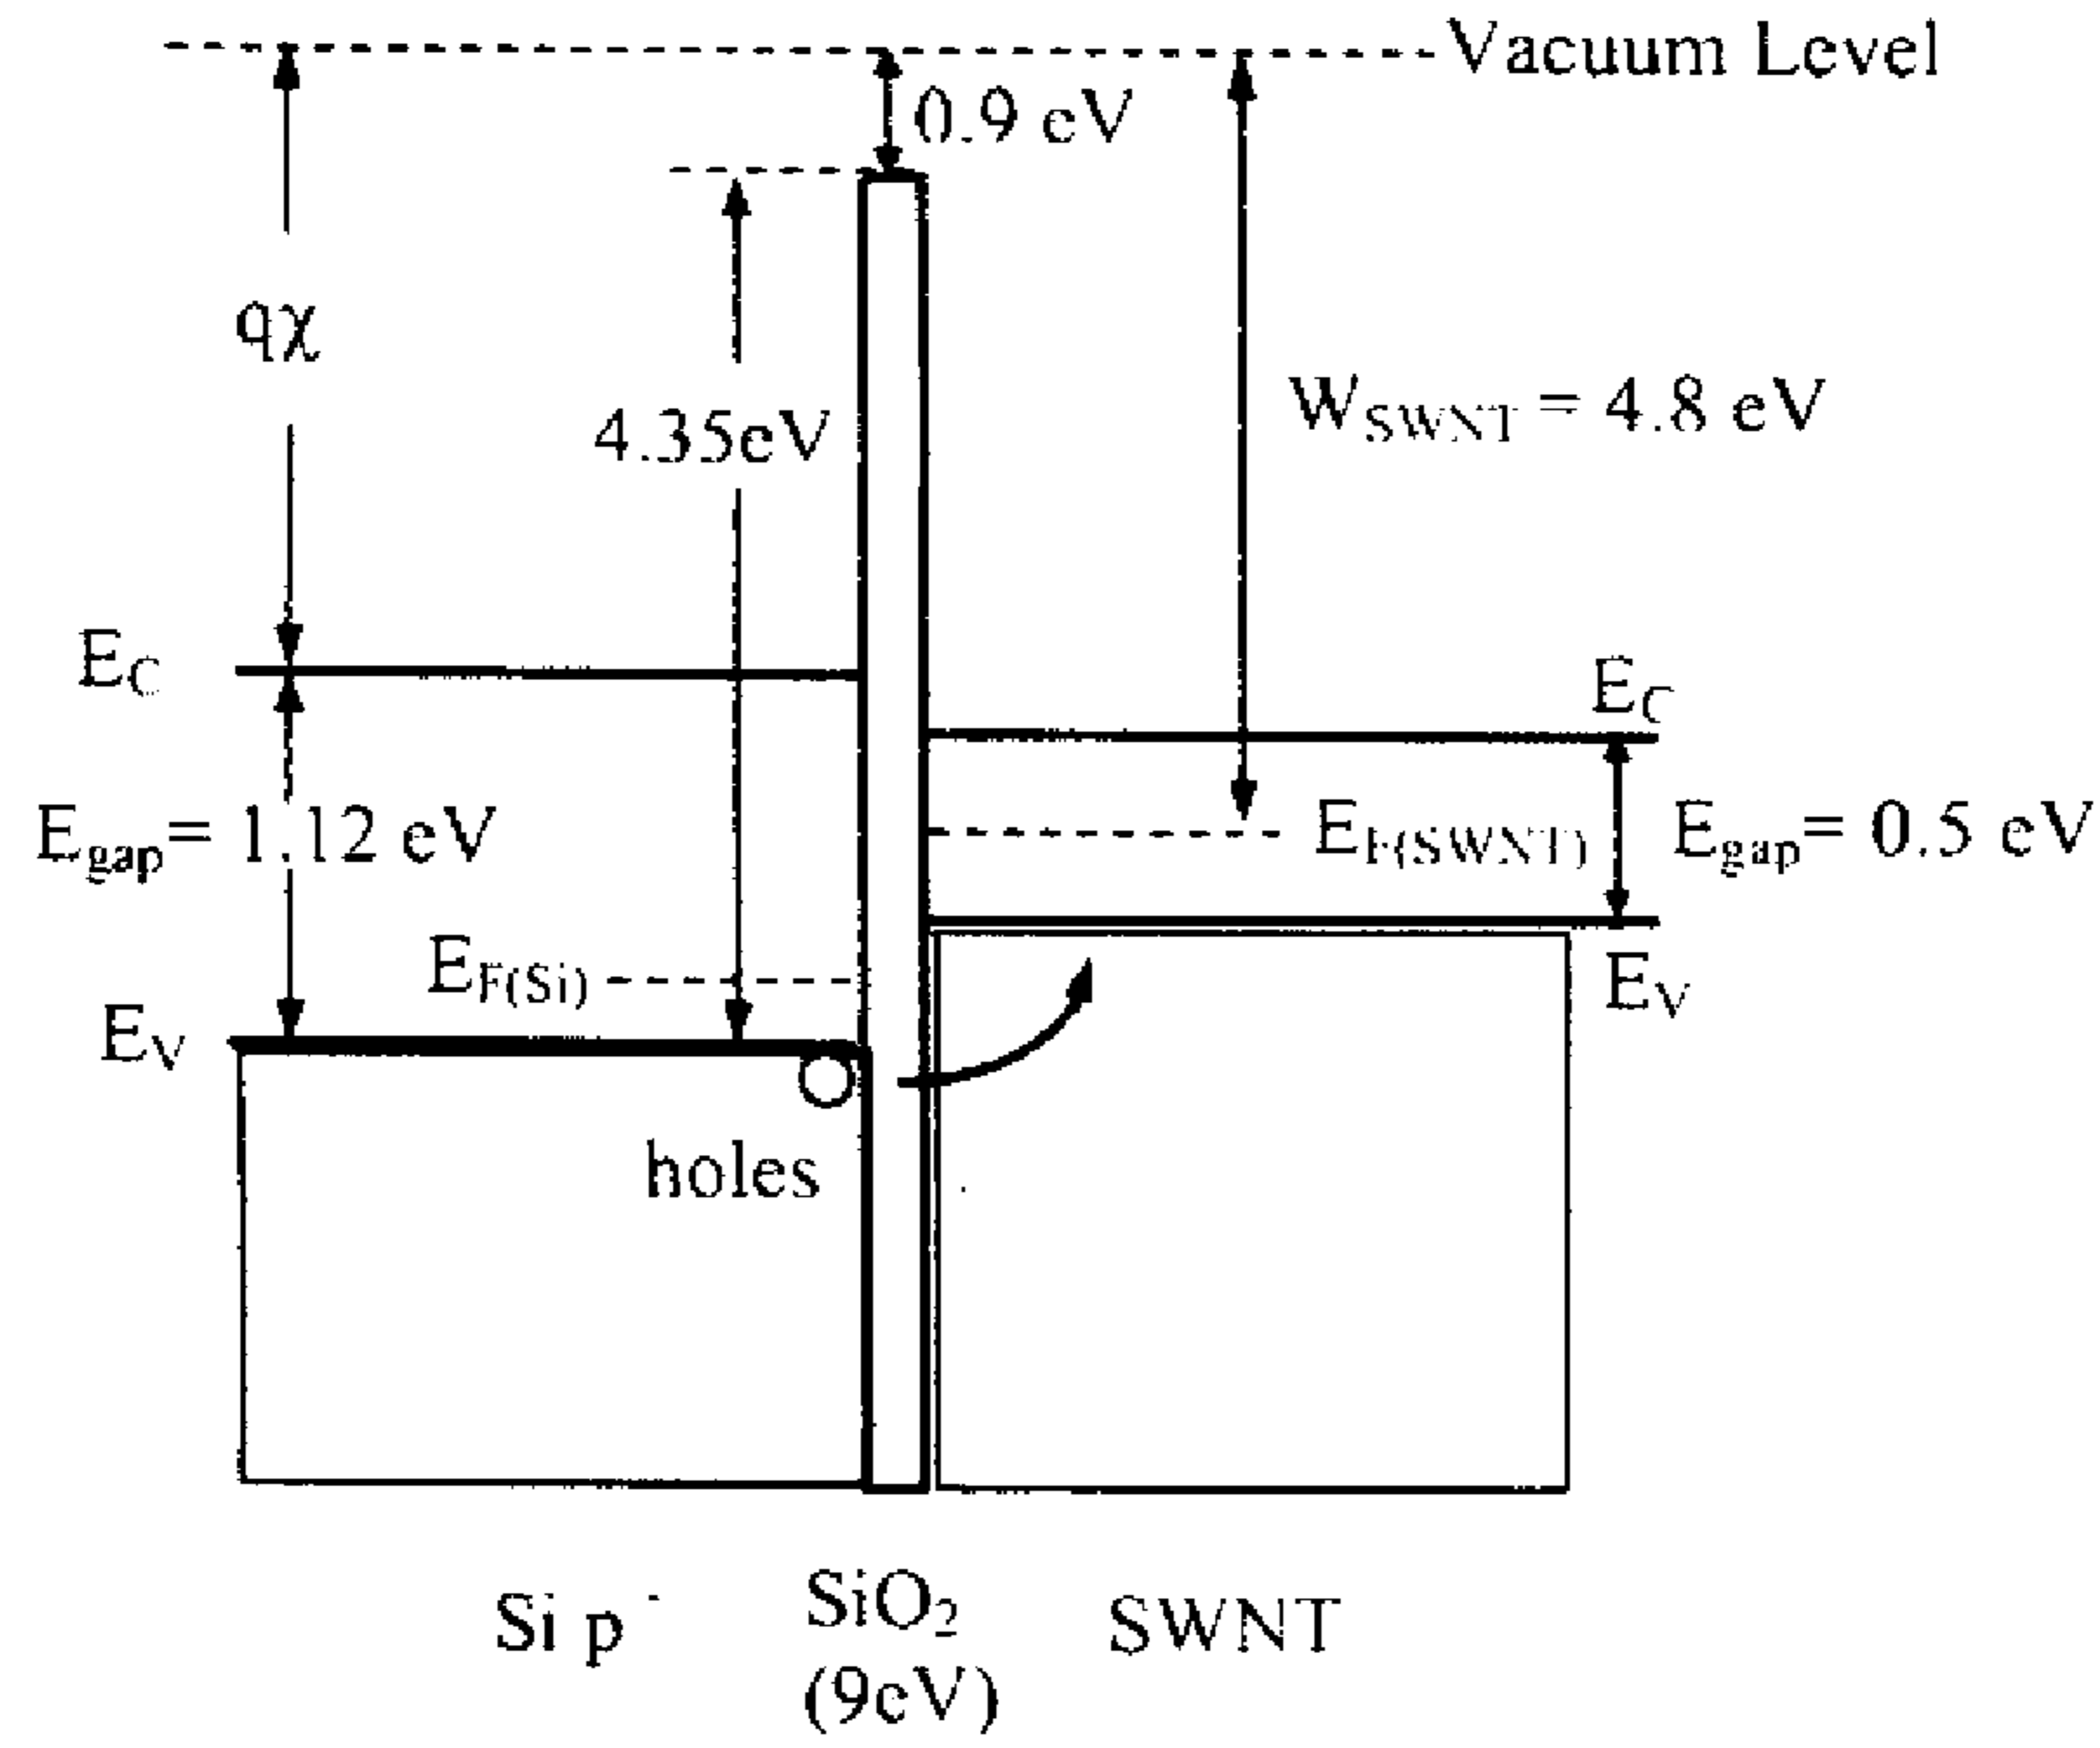 Vacuum Level
0.9 eV
qχ
4.35eV
W_SWNT = 4.8 eV
E_C
E_C
E_gap = 1.12 eV
E_F(SWNT)
E_gap = 0.5 eV
E_F(Si)
E_V
E_V
holes
Si p⁻
SiO₂
(9eV)
SWNT